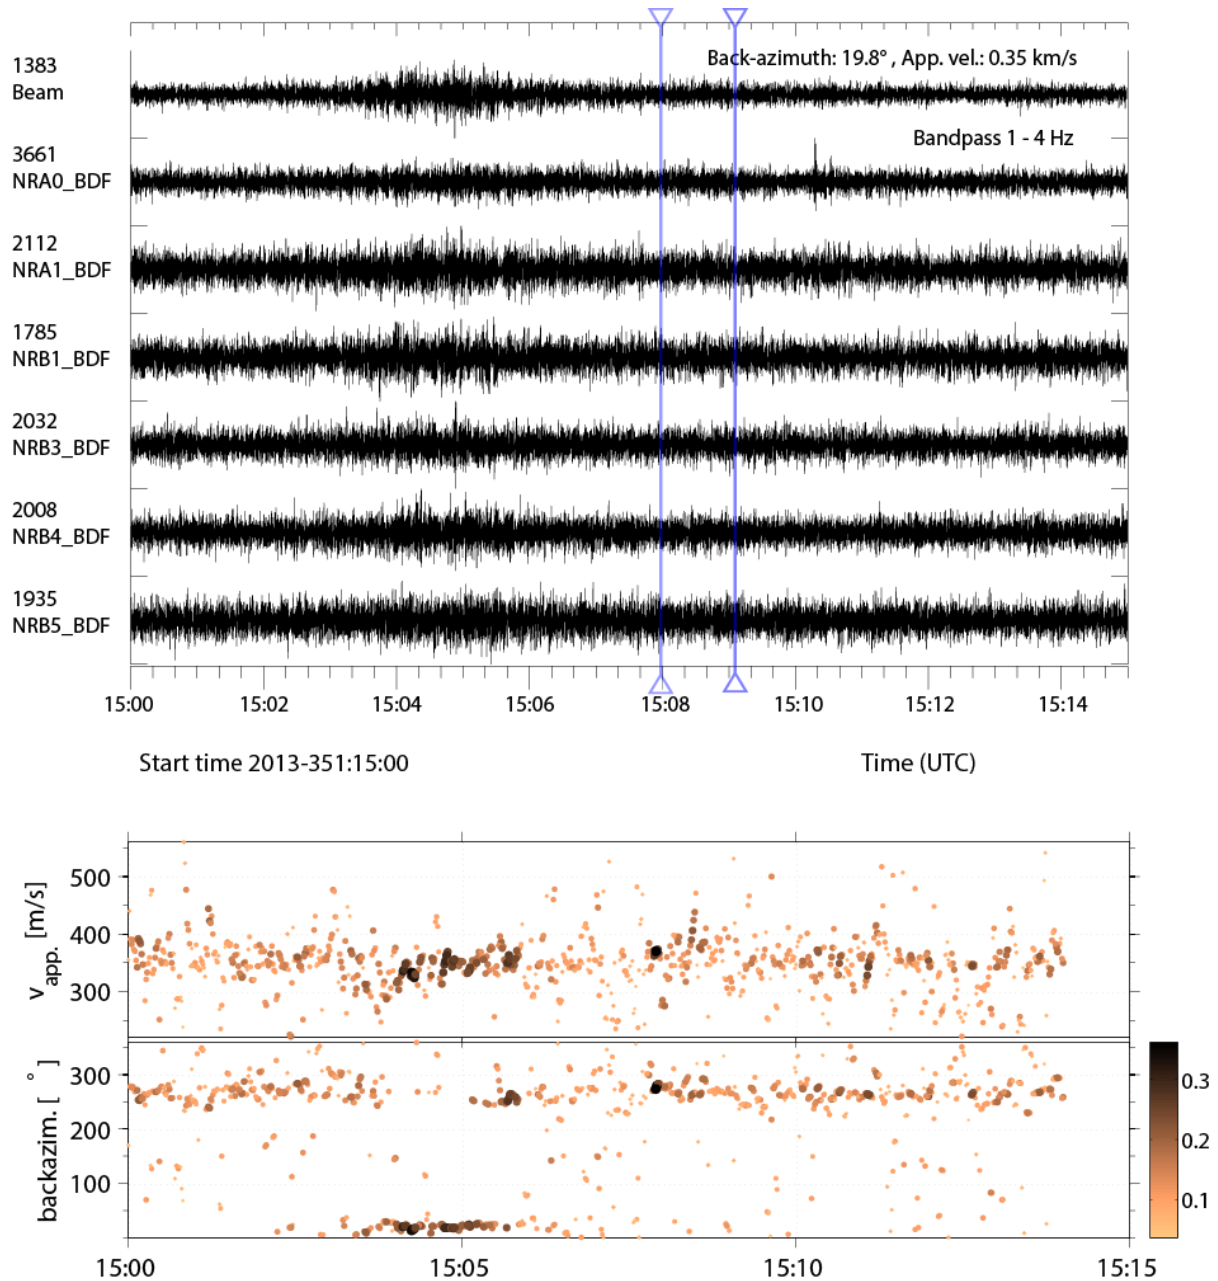 Back-azimuth: 19.8° , App. vel.: 0.35 km/s
1383
Beam
Bandpass 1 - 4 Hz
3661
NRA0_BDF
2112
NRA1_BDF
1785
NRB1_BDF
2032
NRB3_BDF
2008
NRB4_BDF
1935
NRB5_BDF
15:00 15:02 15:04 15:06 15:08 15:10 15:12 15:14
Start time 2013-351:15:00 Time (UTC)
v app. [m/s]
500
400
300
backazim. [ ° ]
300
200
100
0.3
0.2
0.1
15:00 15:05 15:10 15:15